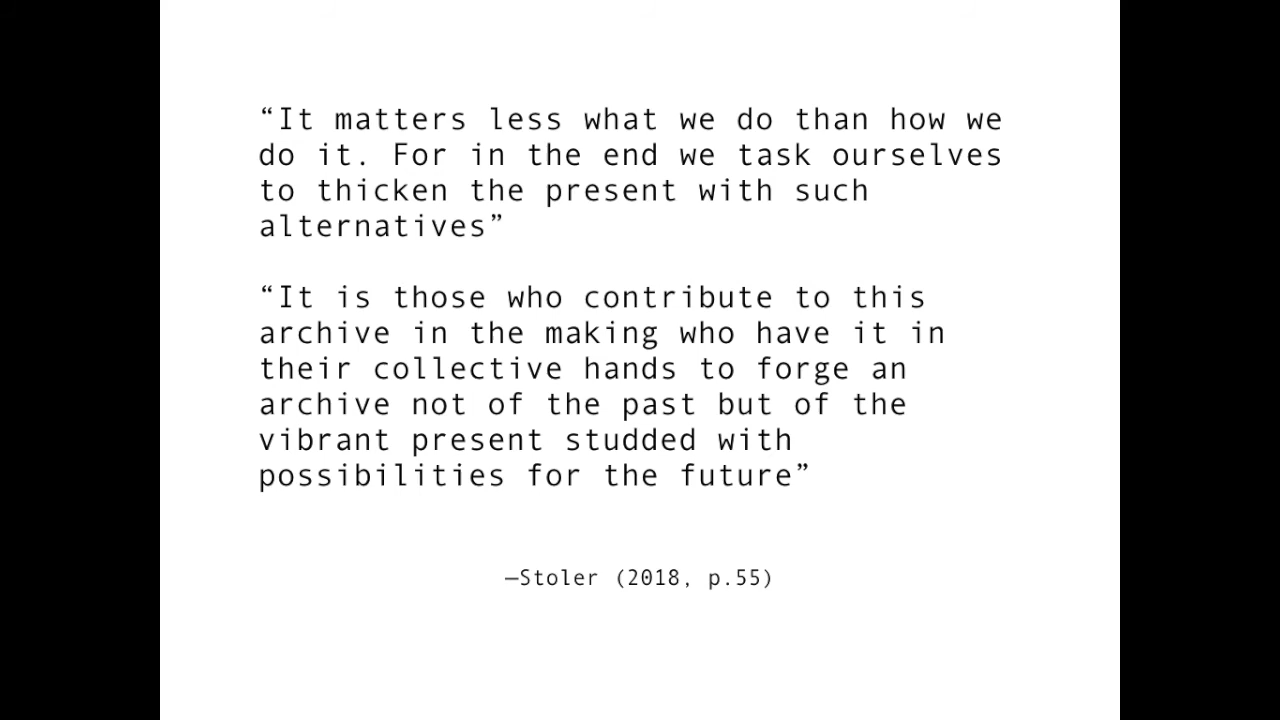 “It matters less what we do than how we
do it. For in the end we task ourselves
to thicken the present with such
alternatives”
“It is those who contribute to this
archive in the making who have it in
their collective hands to forge an
archive not of the past but of the
vibrant present studded with
possibilities for the future”
—Stoler (2018, p.55)